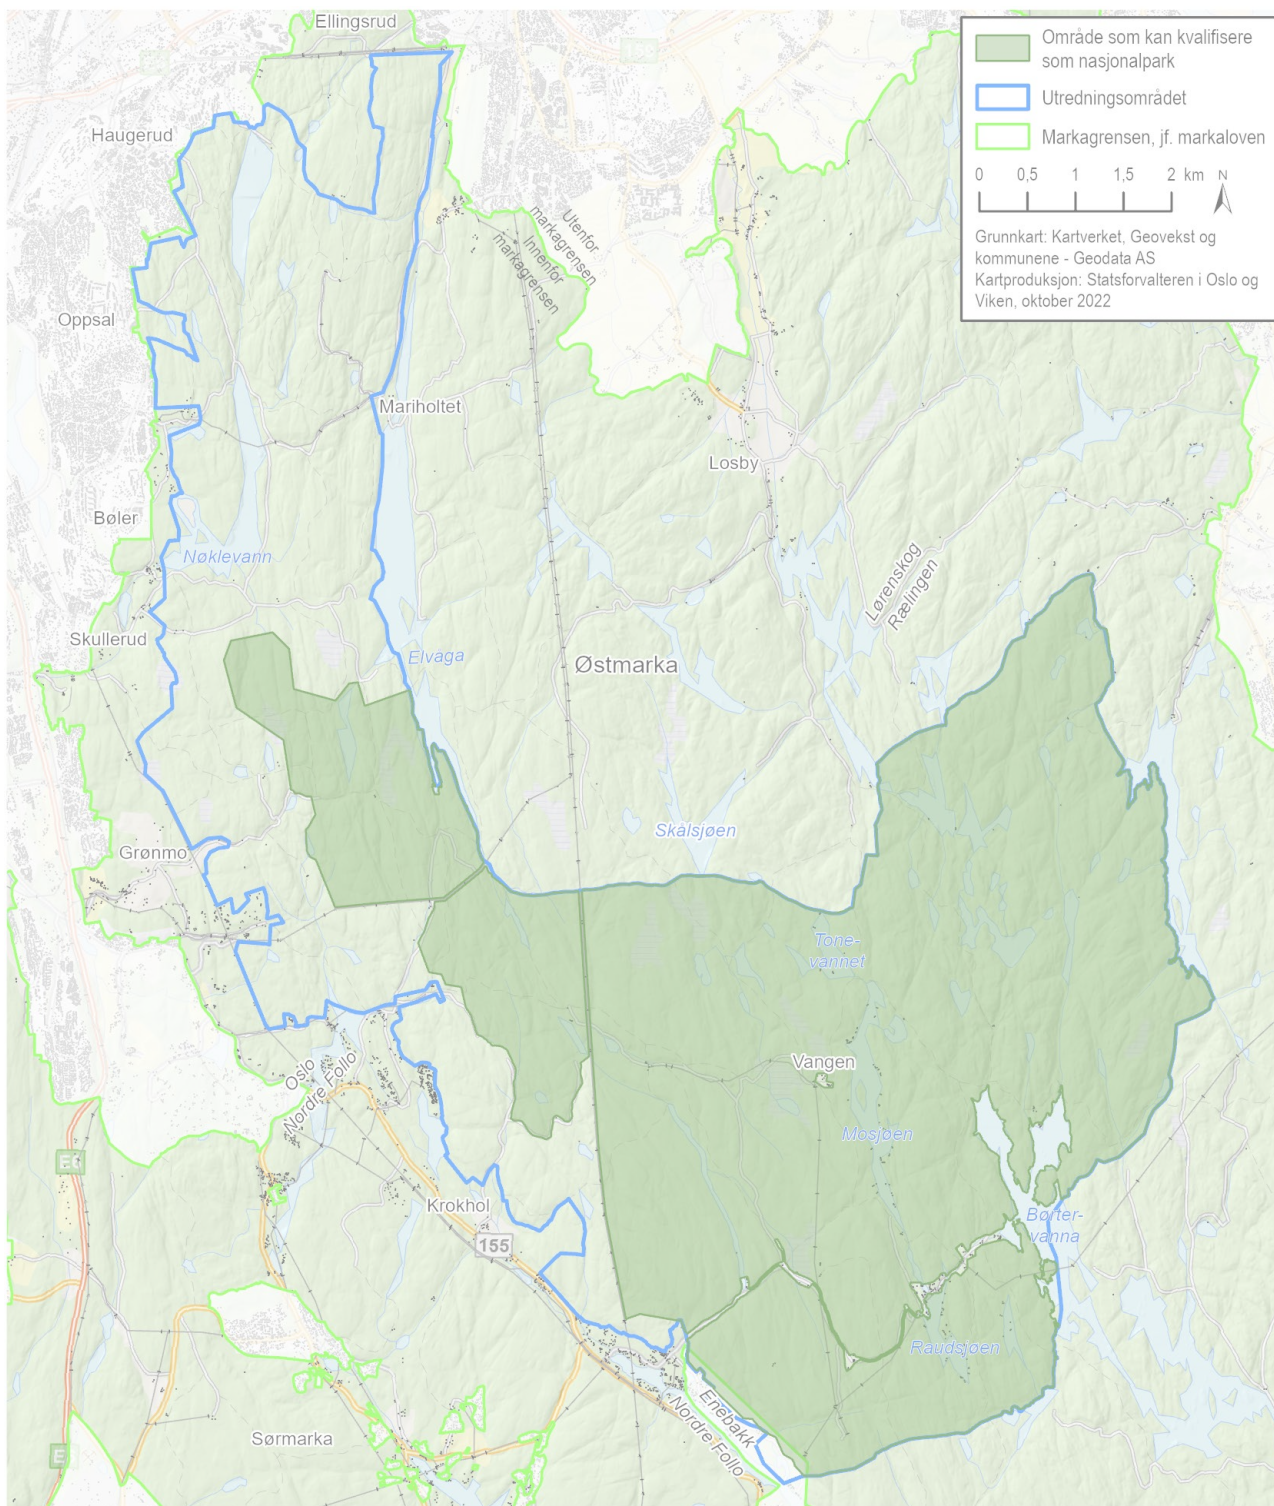 Ellingsrud
Område som kan kvalifisere
som nasjonalpark
Utredningsområdet
Markagrensen, jf. markaloven
0 0,5 1 1,5 2 km N
Grunnkart: Kartverket, Geovekst og
kommunene - Geodata AS
Kartproduksjon: Statsforvalteren i Oslo og
Viken, oktober 2022
Haugerud
Utenfor
markagrensen
Innenfor
markagrensen
Oppsal
Mariholtet
Losby
Bøler
Nøklevann
Lørenskog
Rælingen
Skullerud
Elvaga
Østmarka
Skålsjøen
Grønmo
Tone-
vannet
Vangen
Oslo
Nordre Follo
Mosjøen
E6
Krokhol
155
Børter-
vanna
Raudsjøen
Enebakk
Nordre Follo
Sørmarka
E